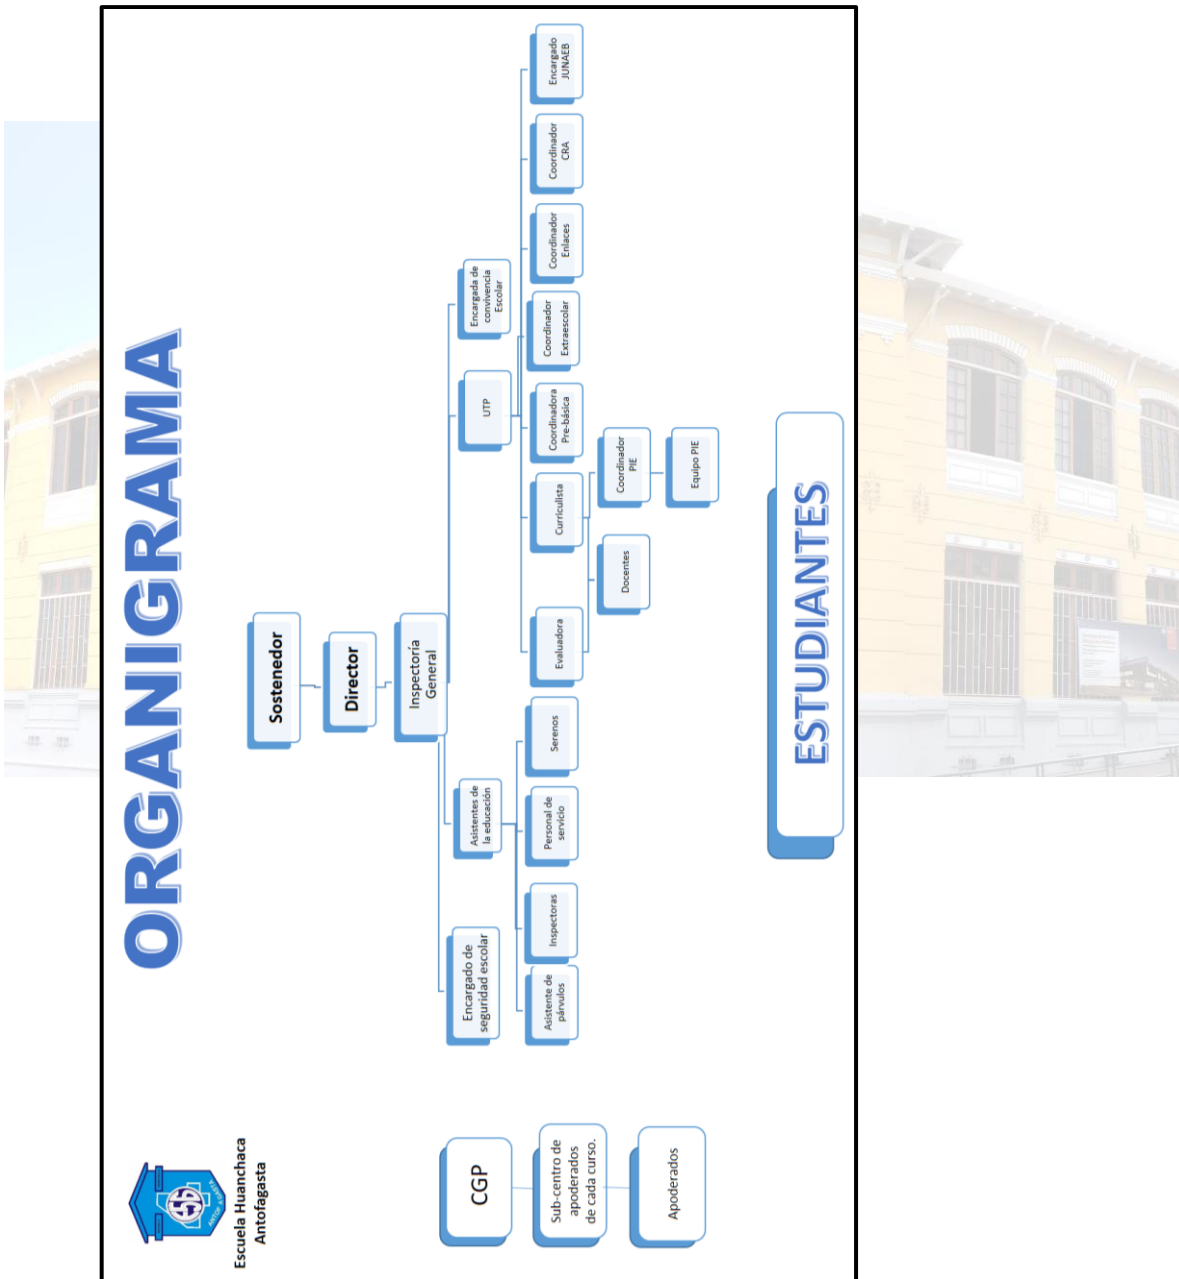 ORGANIGRAMA
ANTOFAGASTA
Escuela Huanchaca
Antofagasta
Sostenedor
Director
Inspectoría
General
Encargado de
seguridad escolar
Asistentes de
la educación
UTP
Encargada de
convivencia
Escolar
Asistente de
párvulos
Inspectoras
Personal de
servicio
Serenos
Evaluadora
Curriculista
Coordinadora
Pre-básica
Coordinador
Extraescolar
Coordinador
Enlaces
Coordinador
CRA
Encargado
JUNAEB
Docentes
Coordinador
PIE
Equipo PIE
CGP
Sub-centro de
apoderados
de cada curso.
Apoderados
ESTUDIANTES